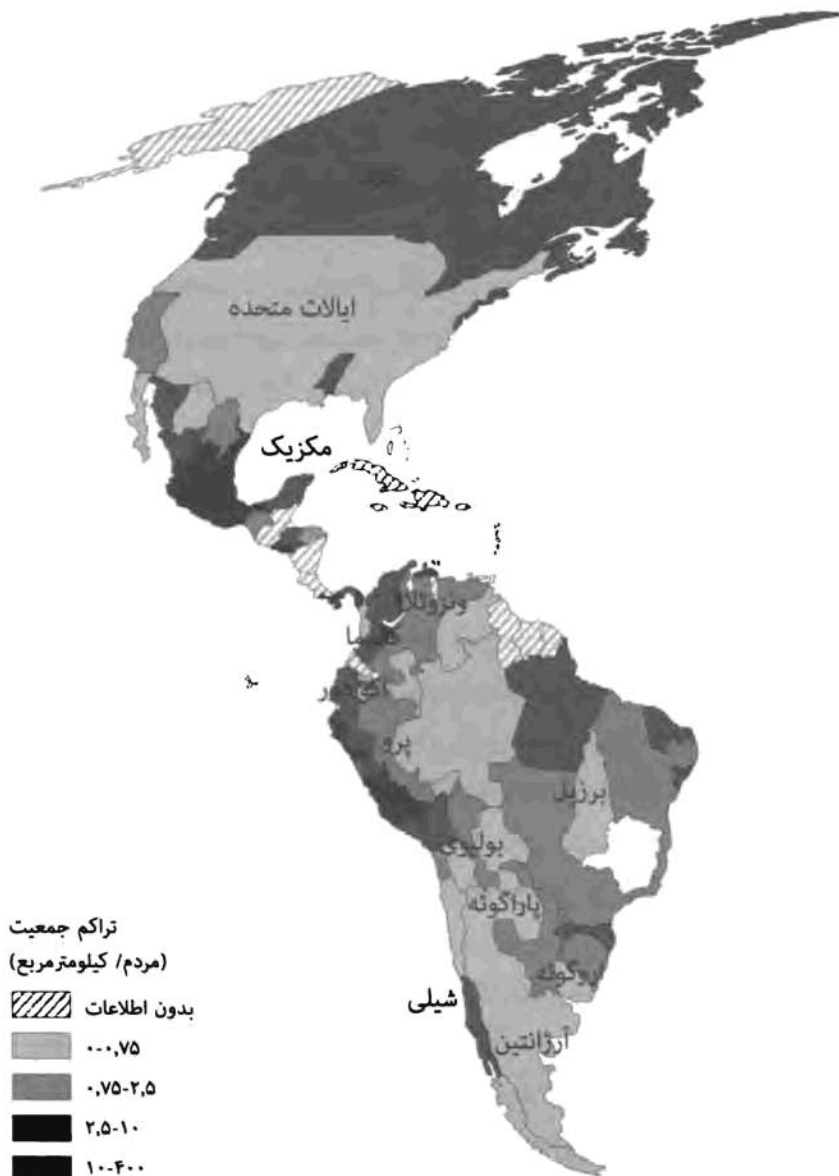 ایالات متحده
مکزیک
ونزوئلا
اکوادور
پرو
برزیل
بولیوی
پاراگوئه
اروگوئه
شیلی
آرژانتین
تراکم جمعیت
(مردم/ کیلومترمربع)
بدون اطلاعات
۰-۰,۷۵
۰,۷۵-۲,۵
۲,۵-۱۰
۱۰-۴۰۰